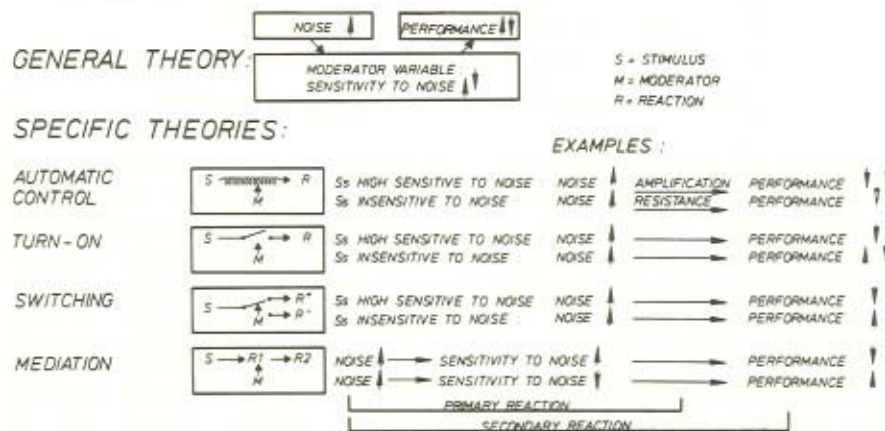 NOISE PERFORMANCE
GENERAL THEORY:
MODERATOR VARIABLE
SENSITIVITY TO NOISE
S = STIMULUS
M = MODERATOR
R = REACTION
SPECIFIC THEORIES:
EXAMPLES :
AUTOMATIC CONTROL
S R
M
Ss HIGH SENSITIVE TO NOISE : NOISE AMPLIFICATION PERFORMANCE
Ss INSENSITIVE TO NOISE : NOISE RESISTANCE PERFORMANCE
TURN-ON
S R
M
Ss HIGH SENSITIVE TO NOISE : NOISE PERFORMANCE
Ss INSENSITIVE TO NOISE : NOISE PERFORMANCE
SWITCHING
S R+
M R-
Ss HIGH SENSITIVE TO NOISE : NOISE PERFORMANCE
Ss INSENSITIVE TO NOISE : NOISE PERFORMANCE
MEDIATION
S R1 R2
M
NOISE SENSITIVITY TO NOISE PERFORMANCE
NOISE SENSITIVITY TO NOISE PERFORMANCE
PRIMARY REACTION
SECONDARY REACTION